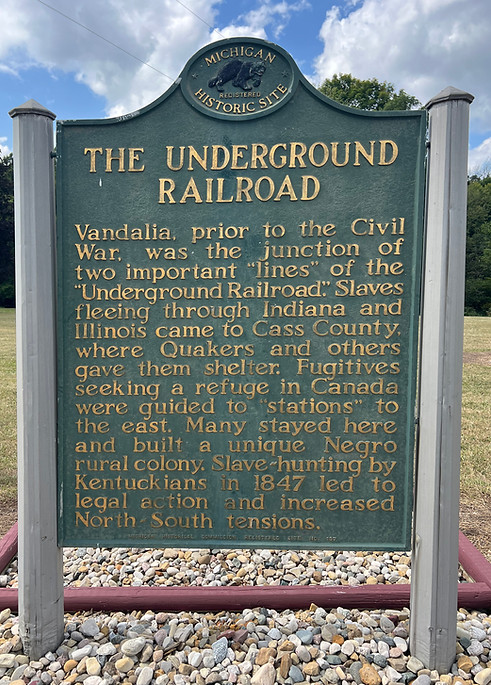 MICHIGAN
REGISTERED
HISTORIC SITE
THE UNDERGROUND
RAILROAD
Vandalia, prior to the Civil
War, was the junction of
two important "lines" of the
"Underground Railroad." Slaves
fleeing through Indiana and
Illinois came to Cass County,
where Quakers and others
gave them shelter. Fugitives
seeking a refuge in Canada
were guided to "stations" to
the east. Many stayed here
and built a unique Negro
rural colony. Slave-hunting by
Kentuckians in 1847 led to
legal action and increased
North-South tensions.